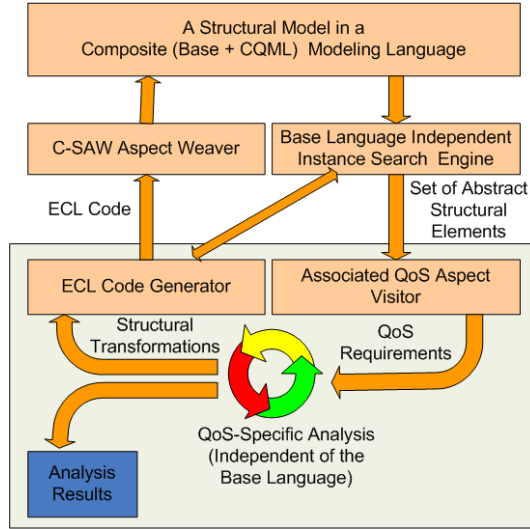 A Structural Model in a
Composite (Base + CQML) Modeling Language
C-SAW Aspect Weaver
Base Language Independent
Instance Search Engine
ECL Code
Set of Abstract
Structural
Elements
ECL Code Generator
Associated QoS Aspect
Visitor
Structural
Transformations
QoS
Requirements
QoS-Specific Analysis
(Independent of the
Base Language)
Analysis
Results